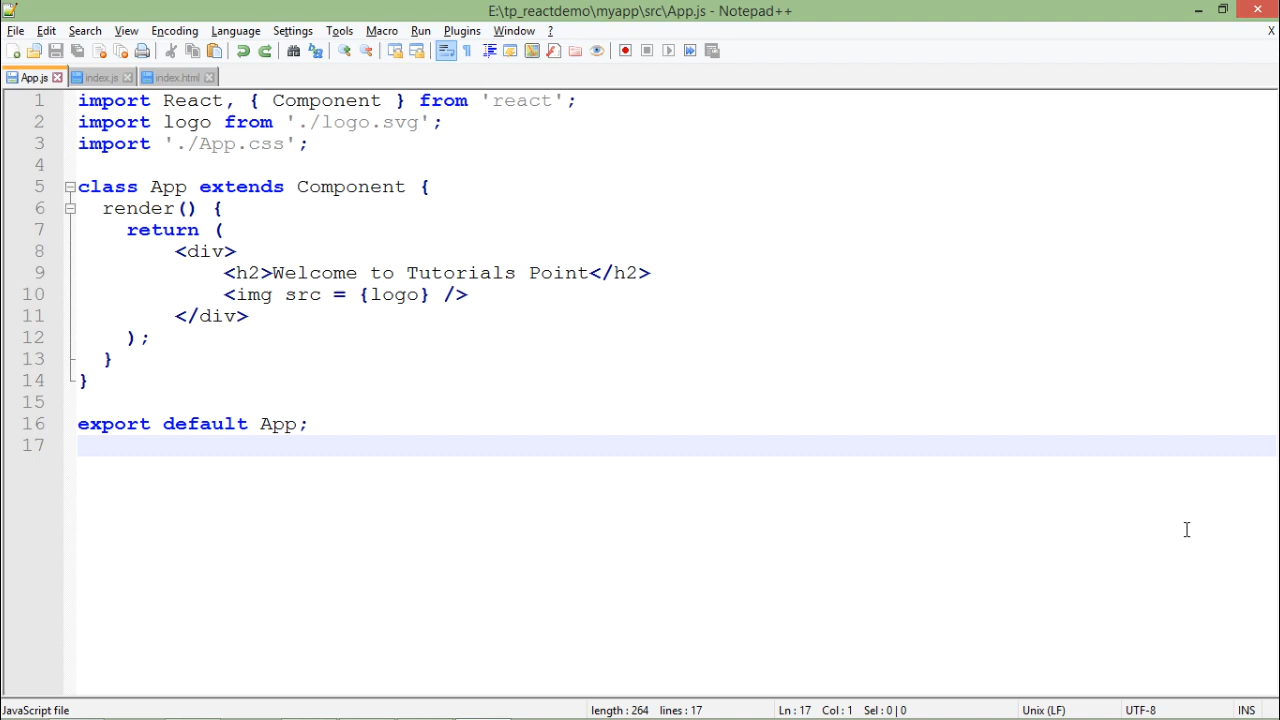 E:\tp_reactdemo\myapp\src\App.js - Notepad++
File Edit Search View Encoding Language Settings Tools Macro Run Plugins Window ? X
App.js index.js index.html
1 import React, { Component } from 'react';
2 import logo from './logo.svg';
3 import './App.css';
4
5 class App extends Component {
6 render() {
7 return (
8 <div>
9 <h2>Welcome to Tutorials Point</h2>
10 <img src = {logo} />
11 </div>
12 );
13 }
14 }
15
16 export default App;
17
JavaScript file length : 264 lines : 17 Ln : 17 Col : 1 Sel : 0 | 0 Unix (LF) UTF-8 INS